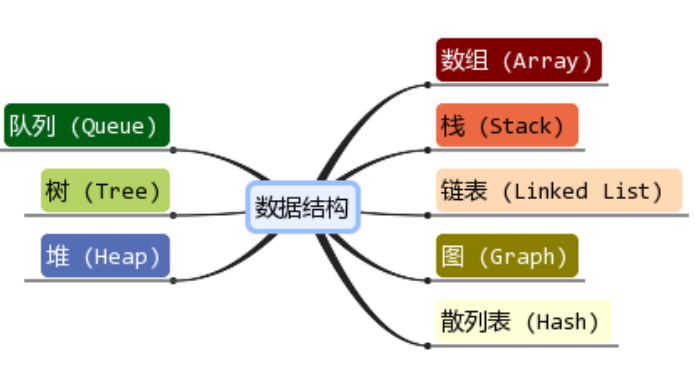 数据结构
数组 (Array)
栈 (Stack)
链表 (Linked List)
图 (Graph)
散列表 (Hash)
队列 (Queue)
树 (Tree)
堆 (Heap)